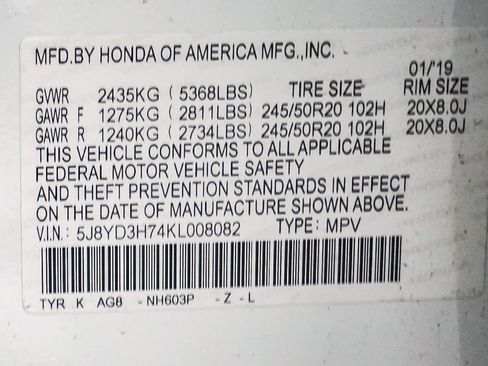 MFD.BY HONDA OF AMERICA MFG.,INC.
01/'19
GVWR 2435KG (5368LBS) TIRE SIZE RIM SIZE
GAWR F 1275KG (2811LBS) 245/50R20 102H 20X8.0J
GAWR R 1240KG (2734LBS) 245/50R20 102H 20X8.0J
THIS VEHICLE CONFORMS TO ALL APPLICABLE
FEDERAL MOTOR VEHICLE SAFETY
AND THEFT PREVENTION STANDARDS IN EFFECT
ON THE DATE OF MANUFACTURE SHOWN ABOVE.
V.I.N.: 5J8YD3H74KL008082 TYPE: MPV
TYR K AG8 - NH603P - Z - L